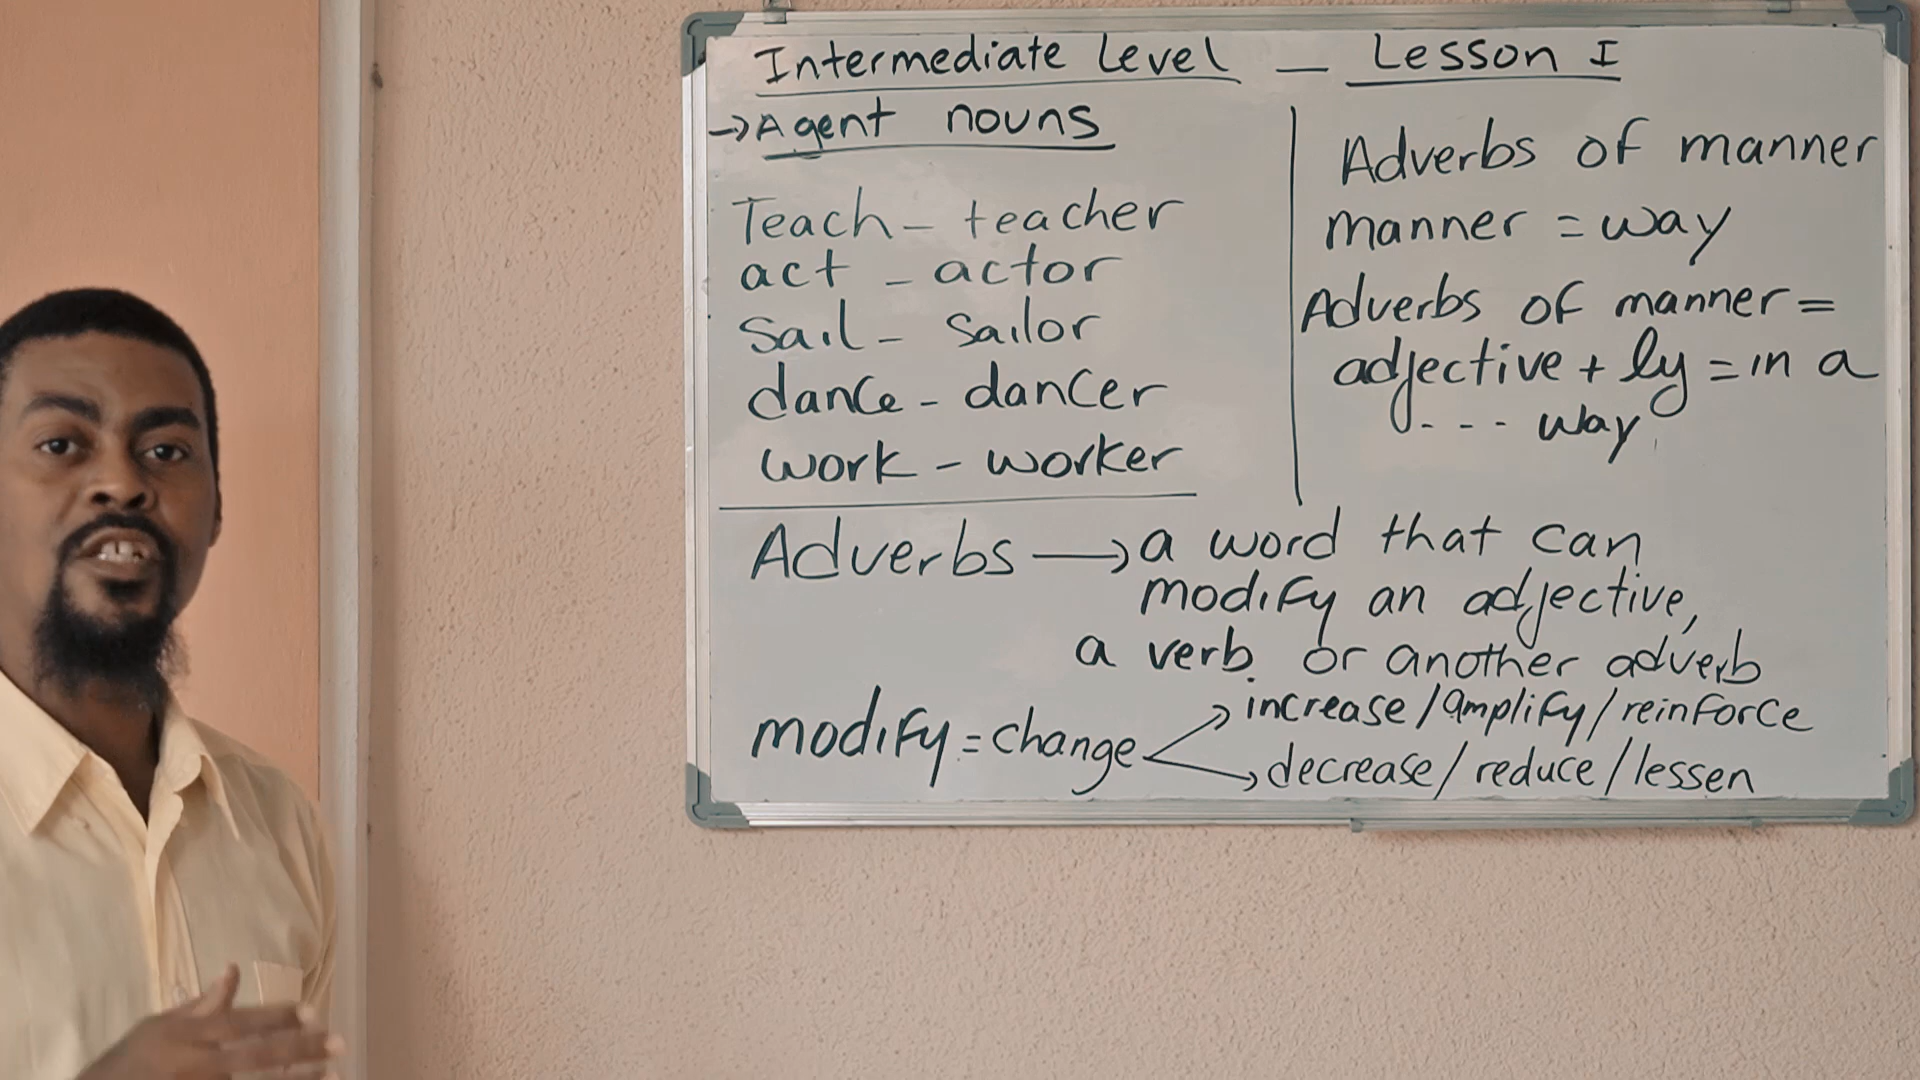 Intermediate Level — Lesson I
→ Agent nouns
Teach – teacher
act – actor
Sail – Sailor
dance – dancer
work – worker
Adverbs of manner
manner = way
Adverbs of manner =
adjective + ly = in a
---- way
Adverbs → a word that can
modify an adjective,
a verb or another adverb
modify = change
increase / amplify / reinforce
decrease / reduce / lessen